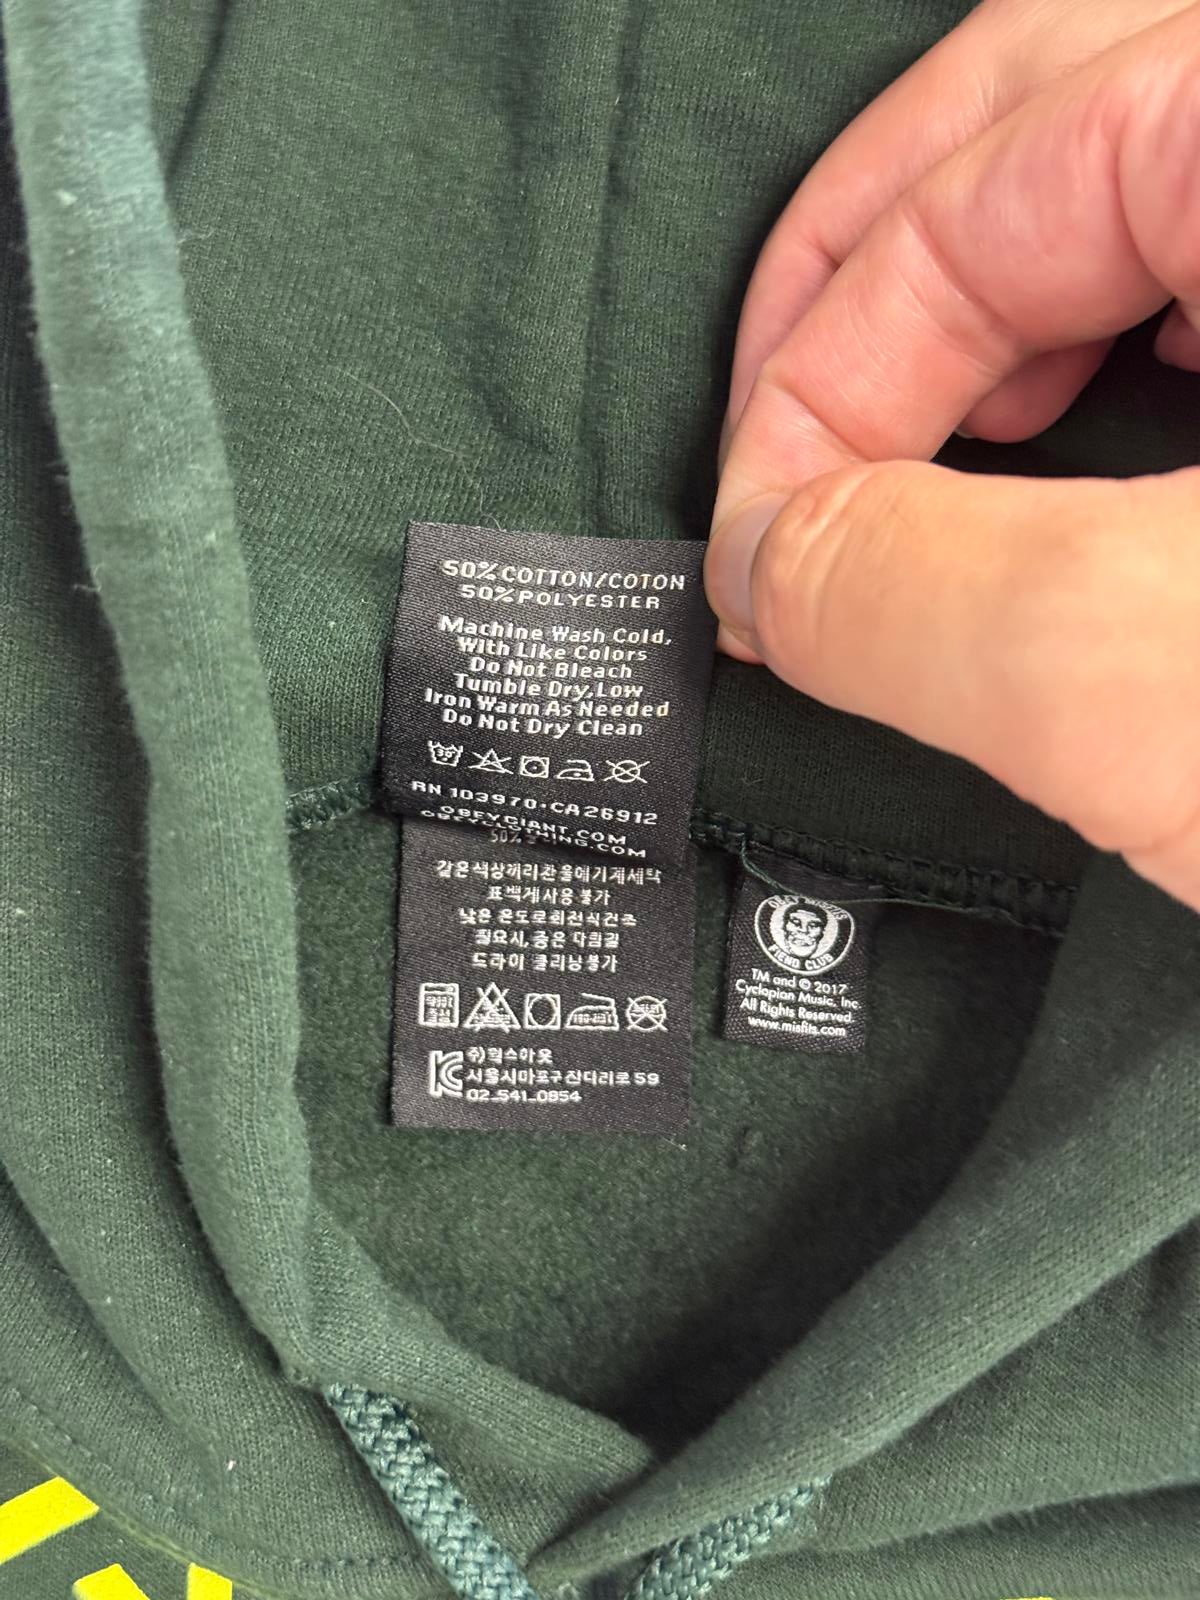 50% COTTON/COTON
50% POLYESTER
Machine Wash Cold,
With Like Colors
Do Not Bleach
Tumble Dry, Low
Iron Warm As Needed
Do Not Dry Clean
30
RN 103970 • CA 26912
OBEYGIANT.COM
OBEYCLOTHING.COM
50%
같은색상끼리찬물에기계세탁
표백제사용불가
낮은 온도로회전식건조
필요시, 중은 다림질
드라이 클리닝불가
서울시마포구잔다리로 59
02_541_0854
FIEND CLUB
TM and © 2017
Cyclopian Music, Inc.
All Rights Reserved.
www.misfits.com